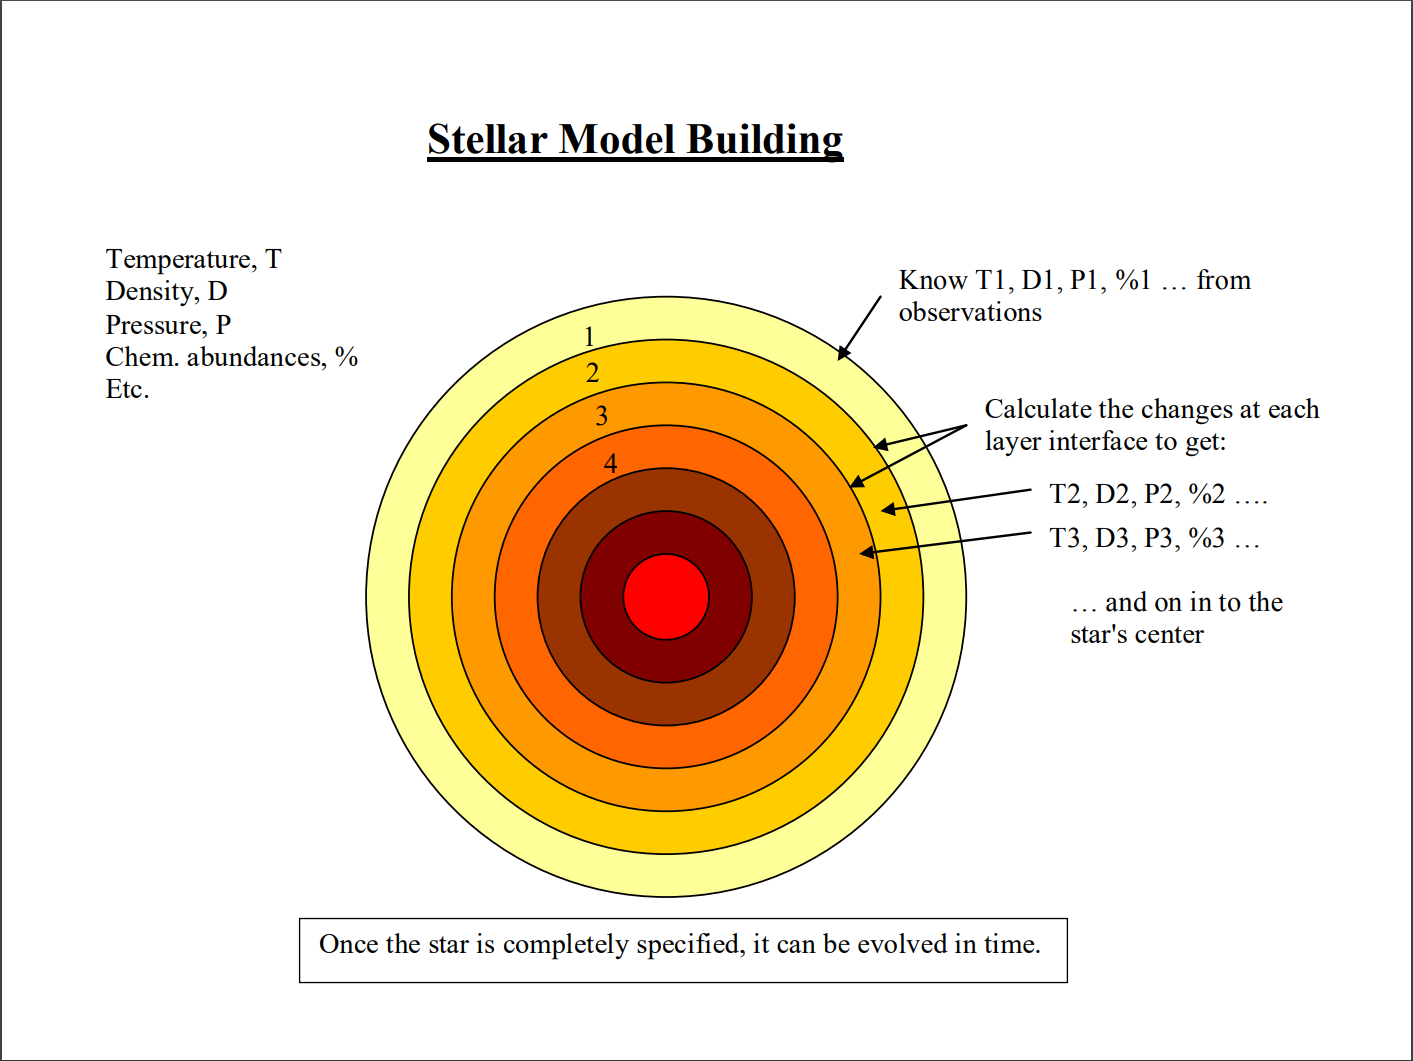 Stellar Model Building
Temperature, T
Density, D
Pressure, P
Chem. abundances, %
Etc.
Know T1, D1, P1, %1 … from
observations
1
2
3
4
Calculate the changes at each
layer interface to get:
T2, D2, P2, %2 ….
T3, D3, P3, %3 …
… and on in to the
star's center
Once the star is completely specified, it can be evolved in time.